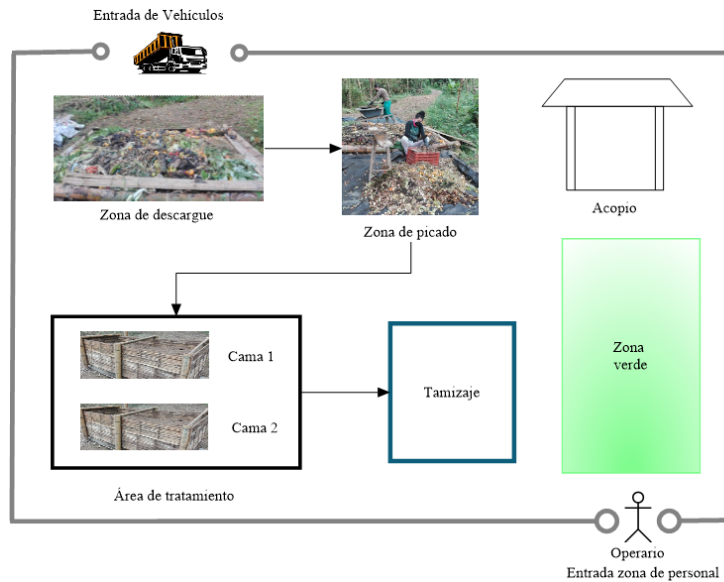 Entrada de Vehículos
Zona de descargue
Zona de picado
Acopio
Cama 1
Cama 2
Tamizaje
Zona
verde
Área de tratamiento
Operario
Entrada zona de personal